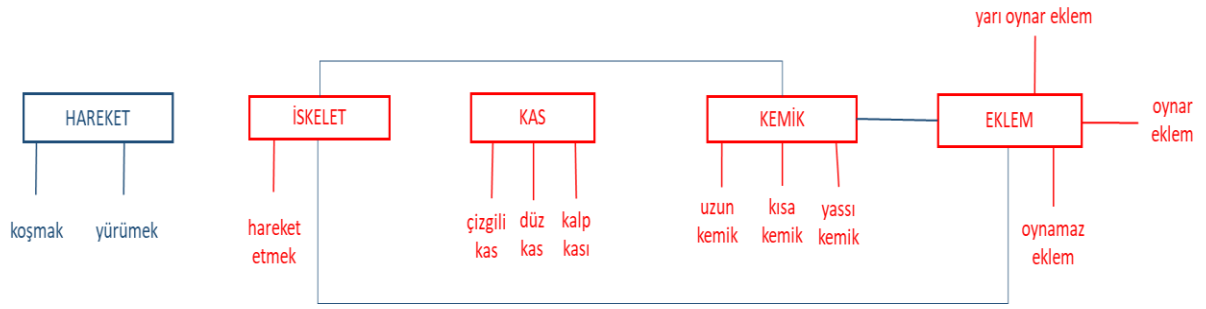 yarı oynar eklem
HAREKET
İSKELET
KAS
KEMİK
EKLEM
oynar
eklem
koşmak
yürümek
hareket
etmek
çizgili
kas
düz
kas
kalp
kası
uzun
kemik
kısa
kemik
yassı
kemik
oynamaz
eklem